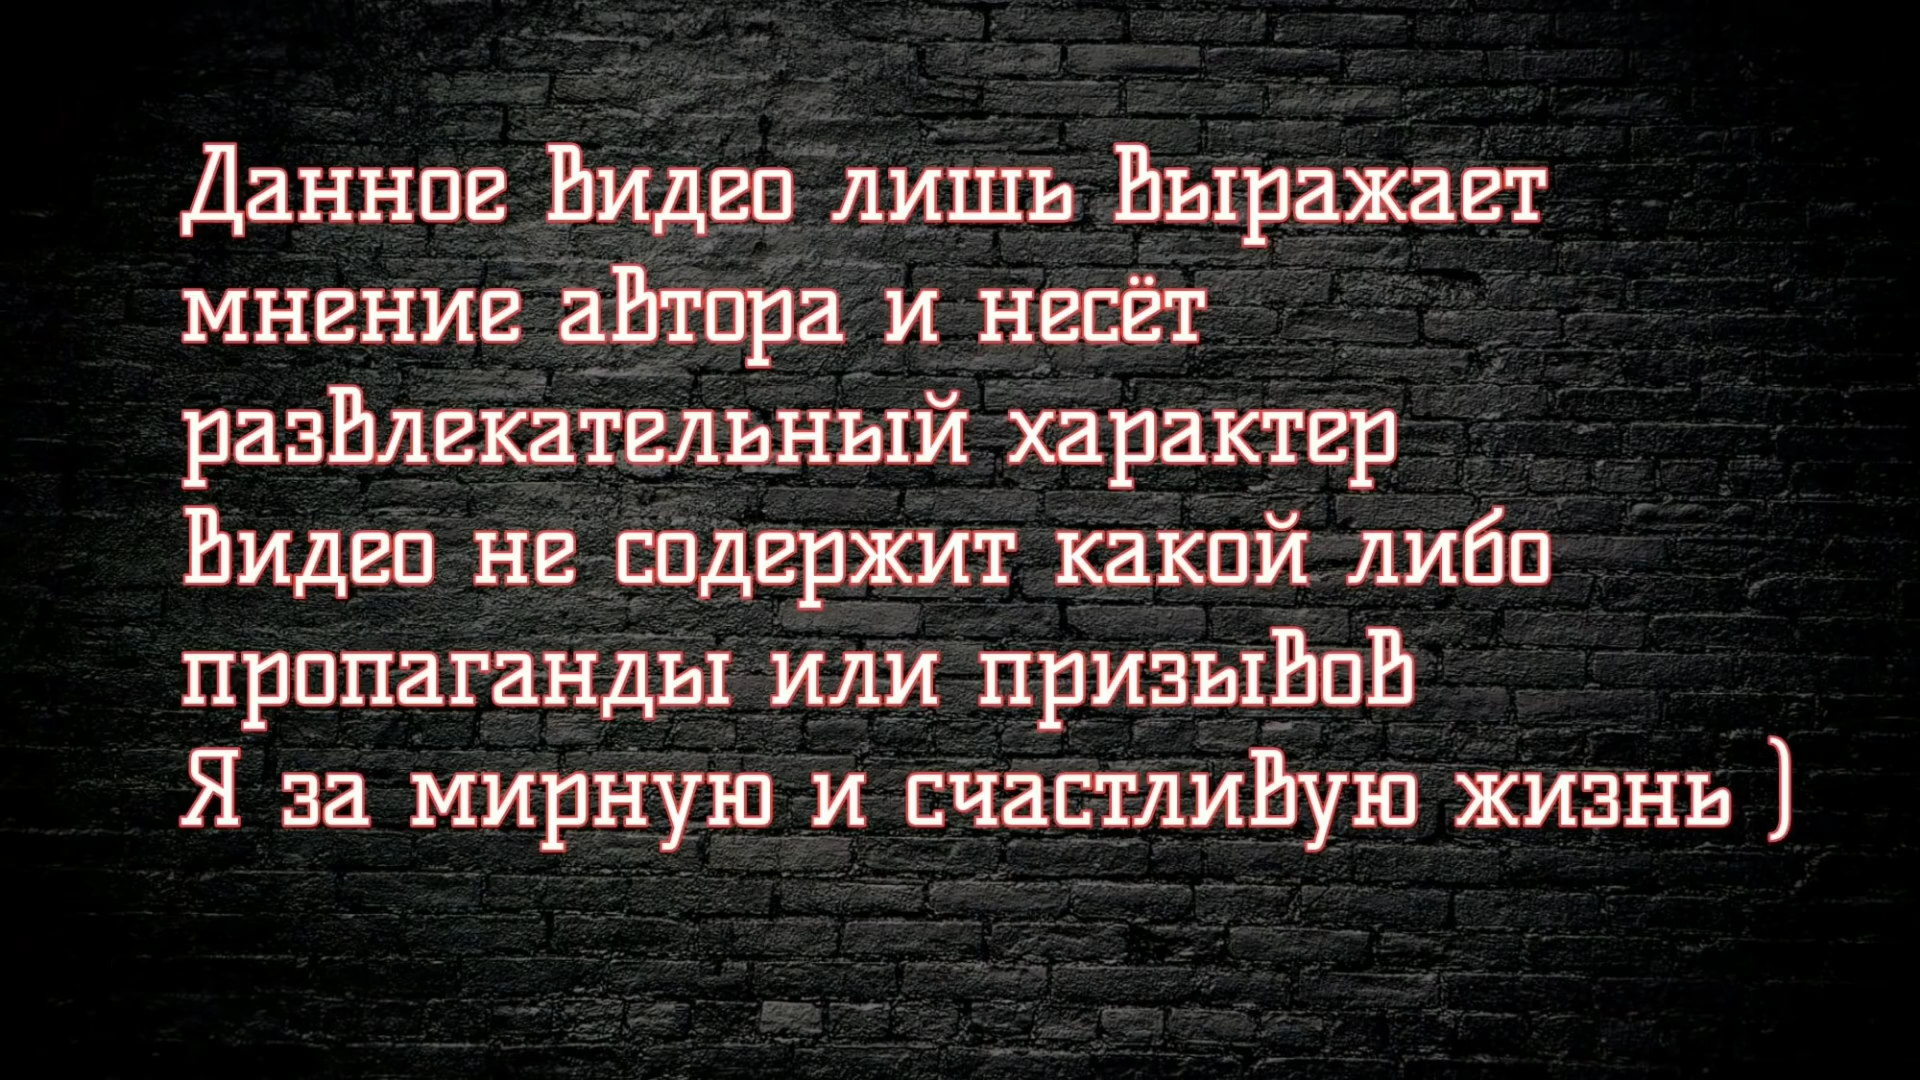 Данное видео лишь выражает
мнение автора и несёт
развлекательный характер
видео не содержит какой либо
пропаганды или призывов
Я за мирную и счастливую жизнь )